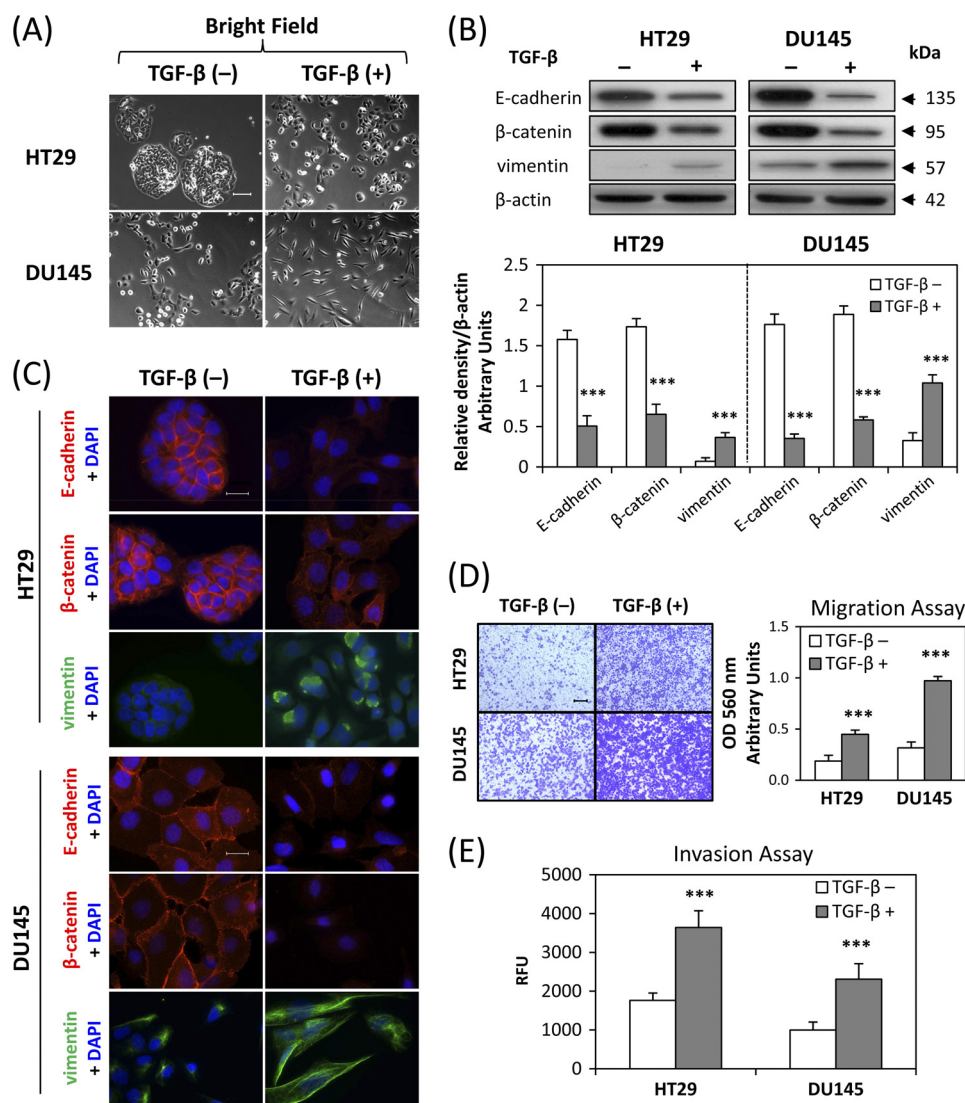 (A)
Bright Field
TGF-β (–) TGF-β (+)
HT29
DU145
(B)
HT29 DU145
TGF-β – + – + kDa
E-cadherin 135
β-catenin 95
vimentin 57
β-actin 42
HT29 DU145
Relative density/β-actin
Arbitrary Units
2.5
2
1.5
1
0.5
0
TGF-β –
TGF-β +
*** *** *** *** *** ***
E-cadherin β-catenin vimentin E-cadherin β-catenin vimentin
(C)
TGF-β (–) TGF-β (+)
HT29
E-cadherin
+ DAPI
β-catenin
+ DAPI
vimentin
+ DAPI
DU145
E-cadherin
+ DAPI
β-catenin
+ DAPI
vimentin
+ DAPI
(D)
TGF-β (–) TGF-β (+)
HT29
DU145
Migration Assay
OD 560 nm
Arbitrary Units
1.5
1.0
0.5
0.0
TGF-β –
TGF-β +
*** ***
HT29 DU145
(E)
Invasion Assay
RFU
5000
4000
3000
2000
1000
0
TGF-β –
TGF-β +
*** ***
HT29 DU145